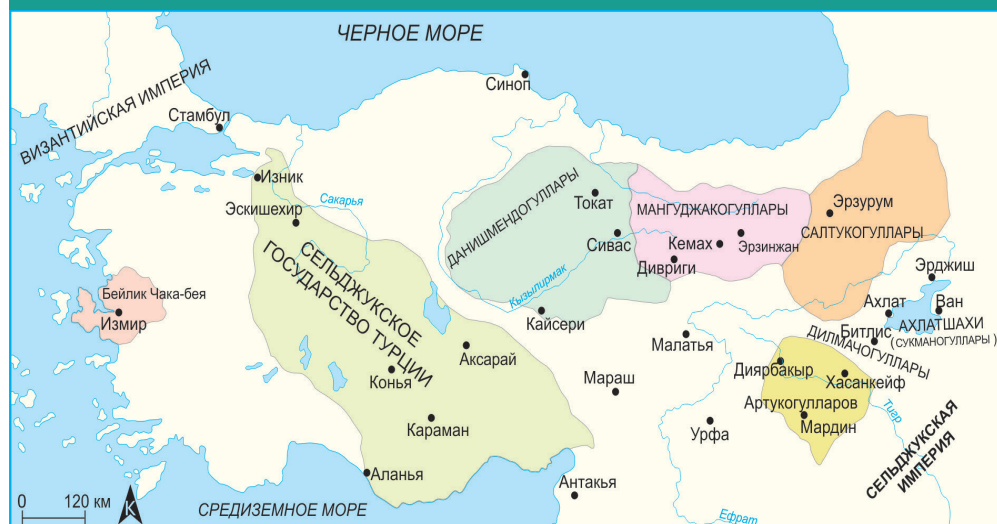 ЧЕРНОЕ МОРЕ
ВИЗАНТИЙСКАЯ ИМПЕРИЯ
Стамбул
Синоп
Изник
Эскишехир
Сакарья
СЕЛЬДЖУКСКОЕ
ГОСУДАРСТВО ТУРЦИИ
Бейлик Чака-бея
Измир
Аксарай
Конья
Караман
Аланья
ДАНИШМЕНДОГУЛЛАРЫ
Токат
Сивас
Кызылирмак
Кайсери
МАНГУДЖАКОГУЛЛАРЫ
Кемах
Эрзинжан
Дивриги
Эрзурум
САЛТУКОГУЛЛАРЫ
Эрджиш
Ахлат
Ван
Битлис
АХЛАТШАХИ
(СУКМАНОГУЛЛАРЫ)
ДИЛМАЧОГУЛЛАРЫ
Малатья
Мараш
Диярбакыр
Хасанкейф
Артукогулларов
Мардин
Тигр
Урфа
СЕЛЬДЖУКСКАЯ
ИМПЕРИЯ
Антакья
Ефрат
СРЕДИЗЕМНОЕ МОРЕ
0 120 км
K